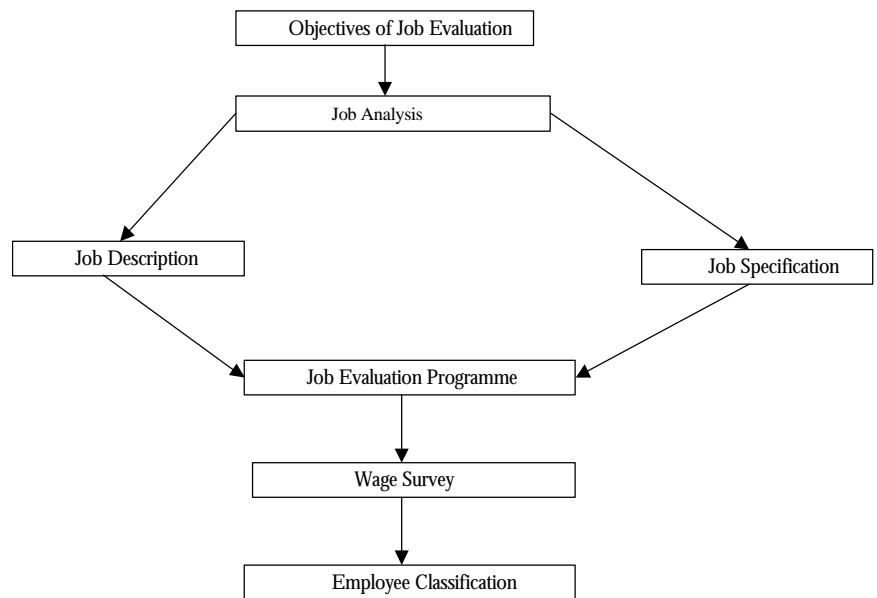 Objectives of Job Evaluation
Job Analysis
Job Description
Job Specification
Job Evaluation Programme
Wage Survey
Employee Classification